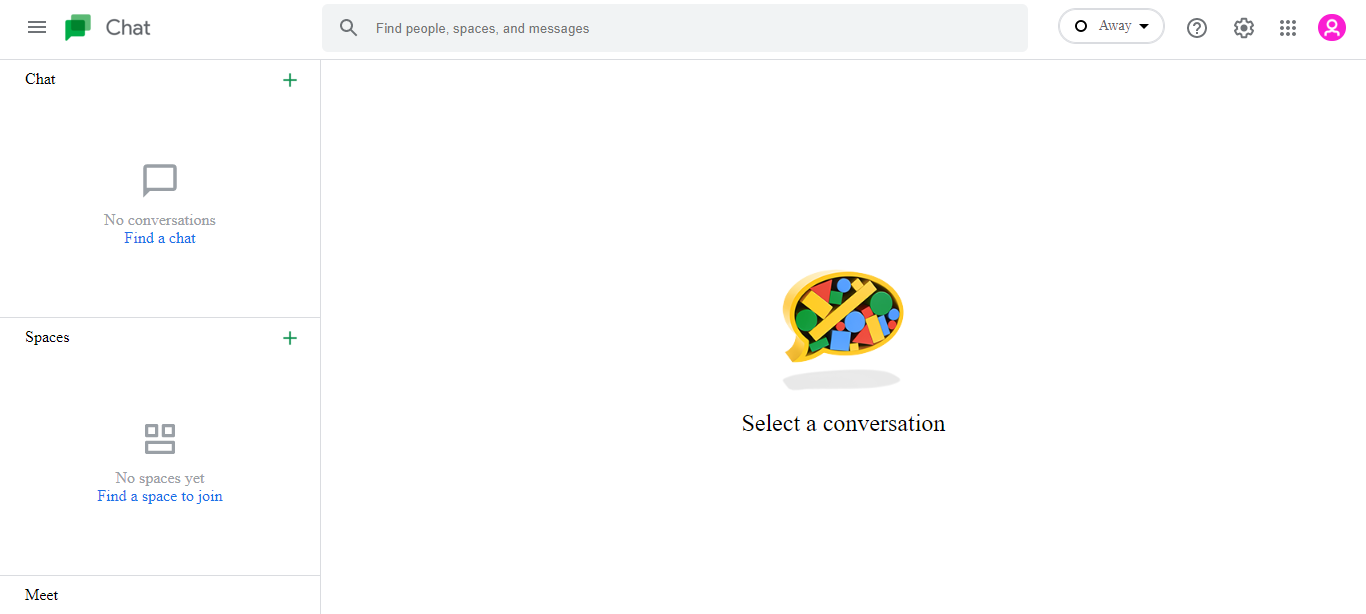 Chat
Find people, spaces, and messages
Away
Chat
No conversations
Find a chat
Spaces
No spaces yet
Find a space to join
Meet
Select a conversation